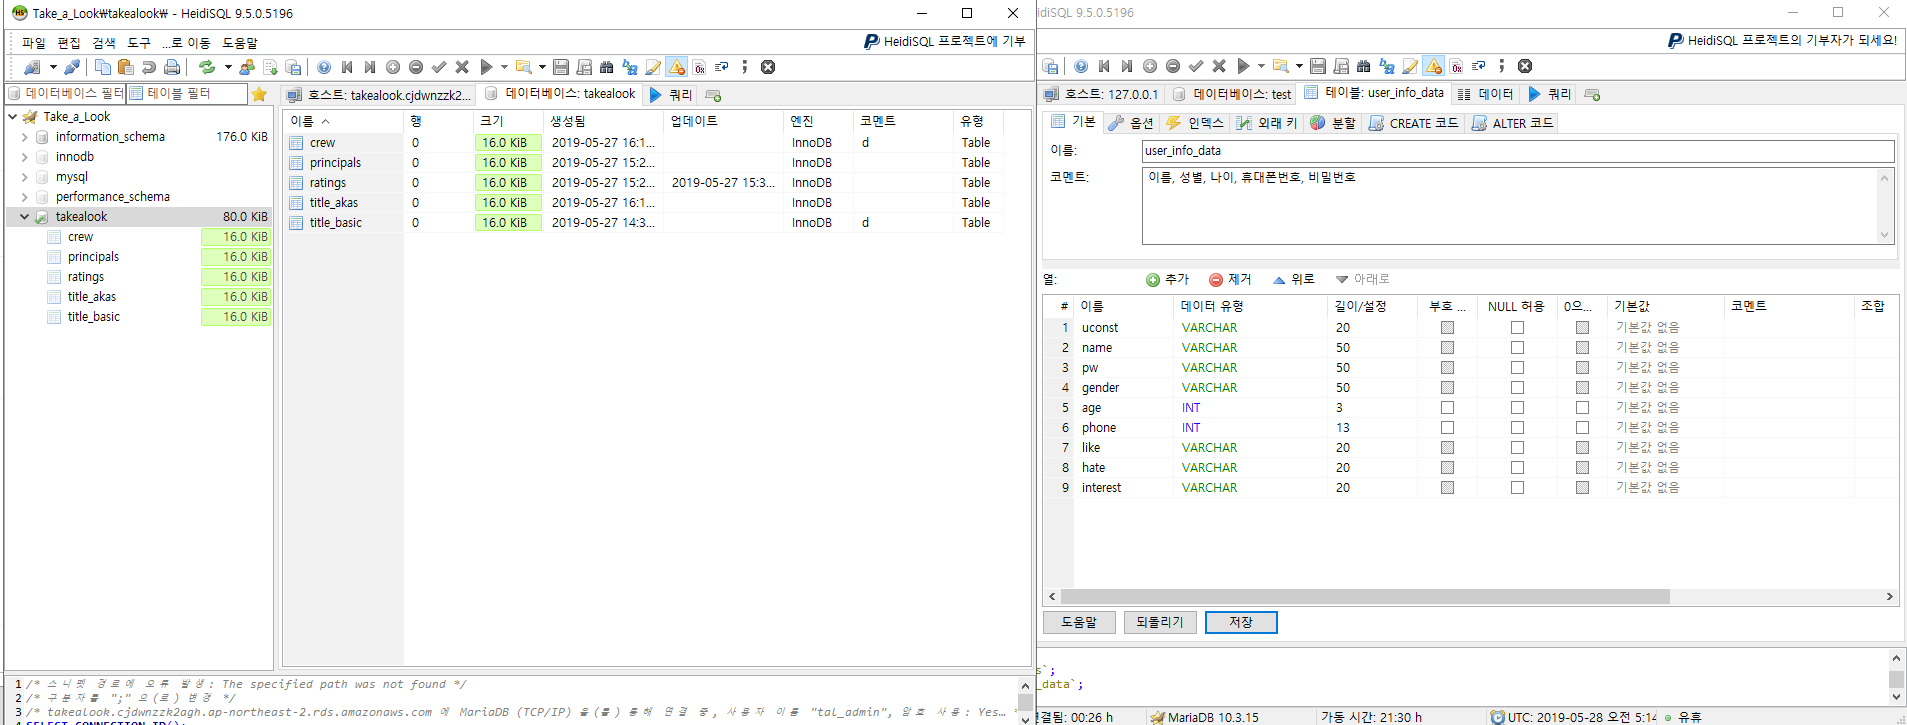 Take_a_Look₩takealook₩ - HeidiSQL 9.5.0.5196
파일 편집 검색 도구 ...로 이동 도움말
HeidiSQL 프로젝트에 기부
데이터베이스 필터 테이블 필터
호스트: takealook.cjdwnzzk2... 데이터베이스: takealook 쿼리
Take_a_Look
information_schema 176.0 KiB
innodb
mysql
performance_schema
takealook 80.0 KiB
crew 16.0 KiB
principals 16.0 KiB
ratings 16.0 KiB
title_akas 16.0 KiB
title_basic 16.0 KiB
이름 행 크기 생성됨 업데이트 엔진 코멘트 유형
crew 0 16.0 KiB 2019-05-27 16:1... InnoDB d Table
principals 0 16.0 KiB 2019-05-27 15:2... InnoDB Table
ratings 0 16.0 KiB 2019-05-27 15:2... 2019-05-27 15:3... InnoDB Table
title_akas 0 16.0 KiB 2019-05-27 16:1... InnoDB Table
title_basic 0 16.0 KiB 2019-05-27 14:3... InnoDB d Table
1 /* 스니펫 경로에 오류 발생: The specified path was not found */
2 /* 구분자를 ";" 으(로) 변경 */
3 /* takealook.cjdwnzzk2agh.ap-northeast-2.rds.amazonaws.com 에 MariaDB (TCP/IP) 을(를) 통해 연결 중, 사용자 이름 "tal_admin", 암호 사용: Yes…
4 SELECT CONNECTION_ID();
idiSQL 9.5.0.5196
HeidiSQL 프로젝트의 기부자가 되세요!
호스트: 127.0.0.1 데이터베이스: test 테이블: user_info_data 데이터 쿼리
기본 옵션 인덱스 외래 키 분할 CREATE 코드 ALTER 코드
이름: user_info_data
코멘트: 이름, 성별, 나이, 휴대폰번호, 비밀번호
열: 추가 제거 위로 아래로
# 이름 데이터 유형 길이/설정 부호 ... NULL 허용 0으... 기본값 코멘트 조합
1 uconst VARCHAR 20 기본값 없음
2 name VARCHAR 50 기본값 없음
3 pw VARCHAR 50 기본값 없음
4 gender VARCHAR 50 기본값 없음
5 age INT 3 기본값 없음
6 phone INT 13 기본값 없음
7 like VARCHAR 20 기본값 없음
8 hate VARCHAR 20 기본값 없음
9 interest VARCHAR 20 기본값 없음
도움말 되돌리기 저장
s`;
_data`;
연결됨: 00:26 h MariaDB 10.3.15 가동 시간: 21:30 h UTC: 2019-05-28 오전 5:14 유휴